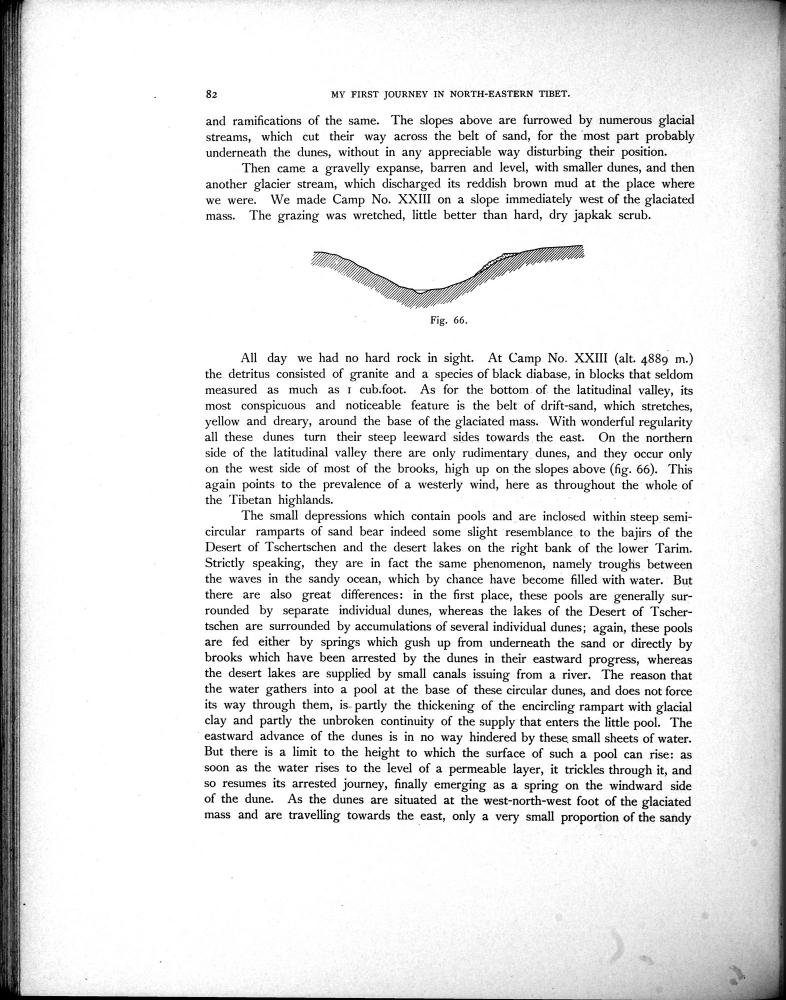 82 MY FIRST JOURNEY IN NORTH-EASTERN TIBET.
and ramifications of the same. The slopes above are furrowed by numerous glacial
streams, which cut their way across the belt of sand, for the most part probably
underneath the dunes, without in any appreciable way disturbing their position.
Then came a gravelly expanse, barren and level, with smaller dunes, and then
another glacier stream, which discharged its reddish brown mud at the place where
we were. We made Camp No. XXIII on a slope immediately west of the glaciated
mass. The grazing was wretched, little better than hard, dry japkak scrub.
Fig. 66.
All day we had no hard rock in sight. At Camp No. XXIII (alt. 4889 m.)
the detritus consisted of granite and a species of black diabase, in blocks that seldom
measured as much as 1 cub.foot. As for the bottom of the latitudinal valley, its
most conspicuous and noticeable feature is the belt of drift-sand, which stretches,
yellow and dreary, around the base of the glaciated mass. With wonderful regularity
all these dunes turn their steep leeward sides towards the east. On the northern
side of the latitudinal valley there are only rudimentary dunes, and they occur only
on the west side of most of the brooks, high up on the slopes above (fig. 66). This
again points to the prevalence of a westerly wind, here as throughout the whole of
the Tibetan highlands.
The small depressions which contain pools and are inclosed within steep semi-
circular ramparts of sand bear indeed some slight resemblance to the bajirs of the
Desert of Tschertschen and the desert lakes on the right bank of the lower Tarim.
Strictly speaking, they are in fact the same phenomenon, namely troughs between
the waves in the sandy ocean, which by chance have become filled with water. But
there are also great differences: in the first place, these pools are generally sur-
rounded by separate individual dunes, whereas the lakes of the Desert of Tscher-
tschen are surrounded by accumulations of several individual dunes; again, these pools
are fed either by springs which gush up from underneath the sand or directly by
brooks which have been arrested by the dunes in their eastward progress, whereas
the desert lakes are supplied by small canals issuing from a river. The reason that
the water gathers into a pool at the base of these circular dunes, and does not force
its way through them, is partly the thickening of the encircling rampart with glacial
clay and partly the unbroken continuity of the supply that enters the little pool. The
eastward advance of the dunes is in no way hindered by these small sheets of water.
But there is a limit to the height to which the surface of such a pool can rise: as
soon as the water rises to the level of a permeable layer, it trickles through it, and
so resumes its arrested journey, finally emerging as a spring on the windward side
of the dune. As the dunes are situated at the west-north-west foot of the glaciated
mass and are travelling towards the east, only a very small proportion of the sandy